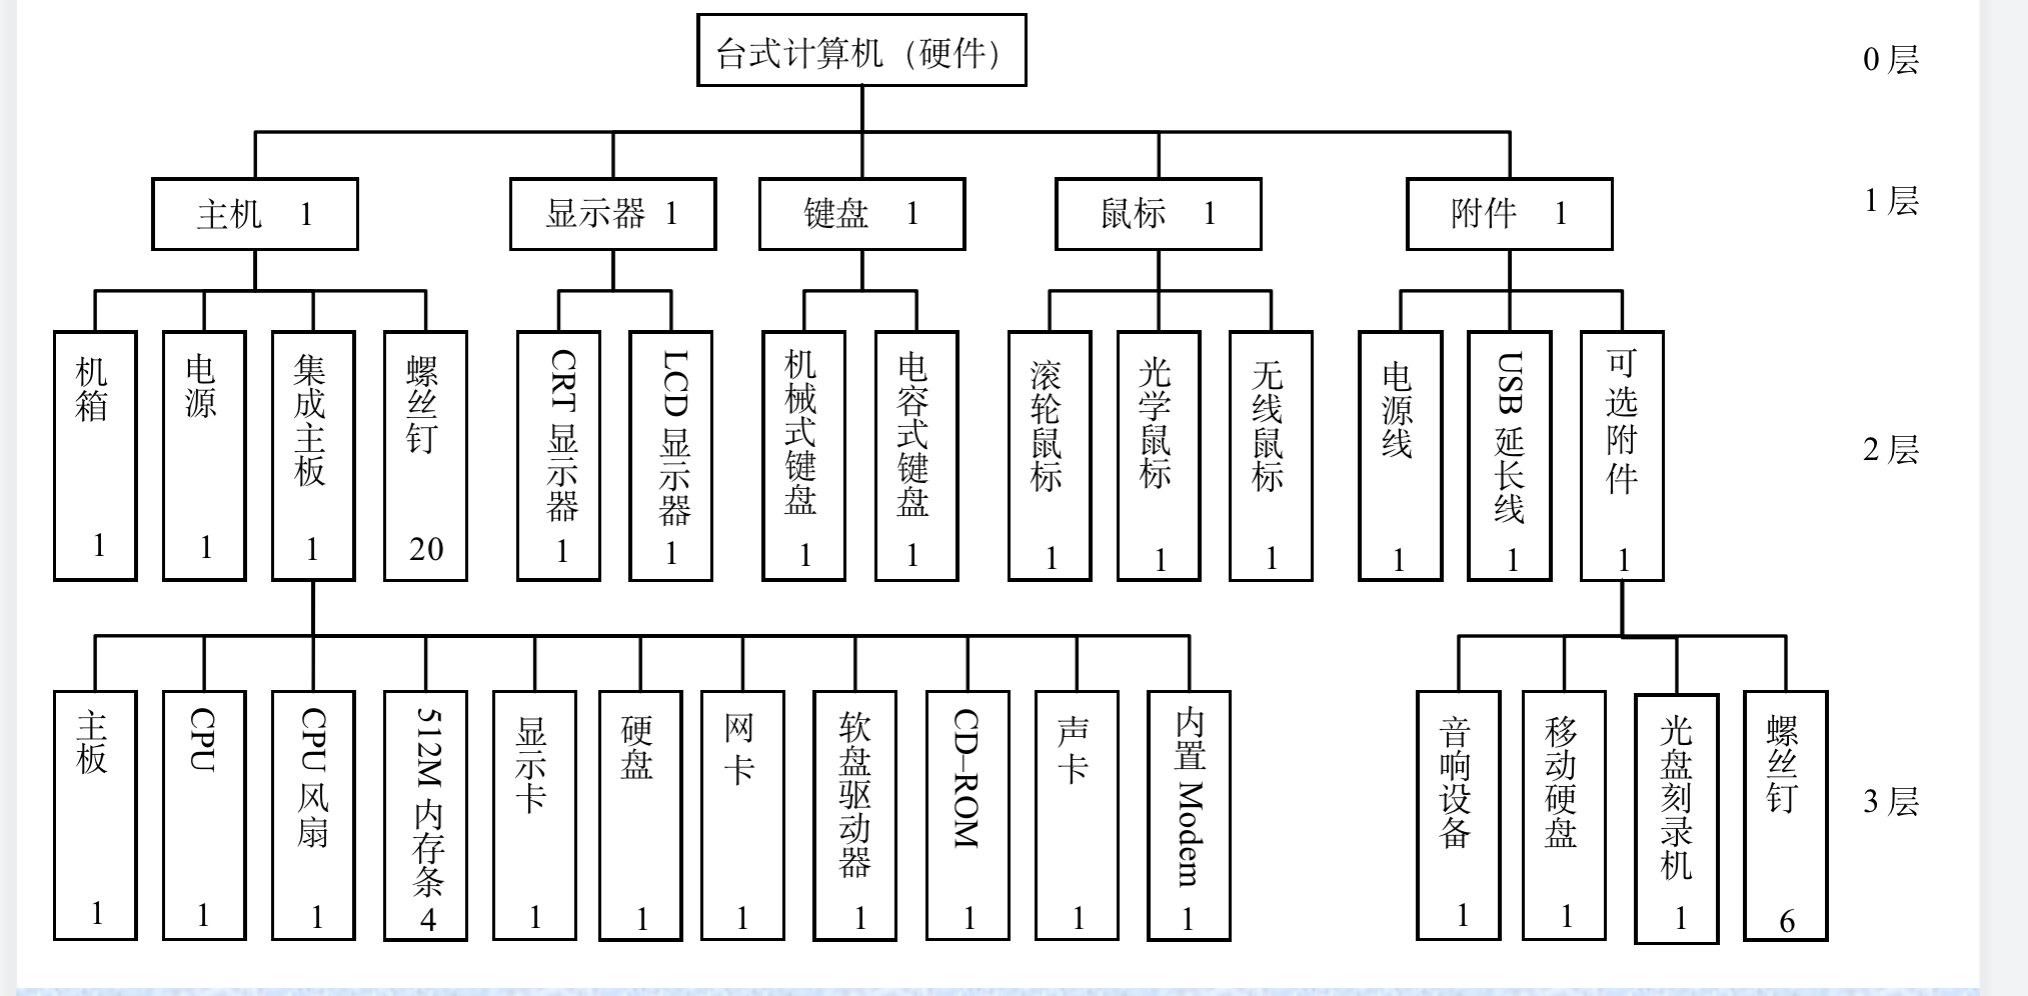 台式计算机（硬件）
0 层
主机 1
显示器 1
键盘 1
鼠标 1
附件 1
1 层
机箱 1
电源 1
集成主板 1
螺丝钉 20
CRT 显示器 1
LCD 显示器 1
机械式键盘 1
电容式键盘 1
滚轮鼠标 1
光学鼠标 1
无线鼠标 1
电源线 1
USB 延长线 1
可选附件 1
2 层
主板 1
CPU 1
CPU 风扇 1
512M 内存条 4
显示卡 1
硬盘 1
网卡 1
软盘驱动器 1
CD-ROM 1
声卡 1
内置 Modem 1
音响设备 1
移动硬盘 1
光盘刻录机 1
螺丝钉 6
3 层